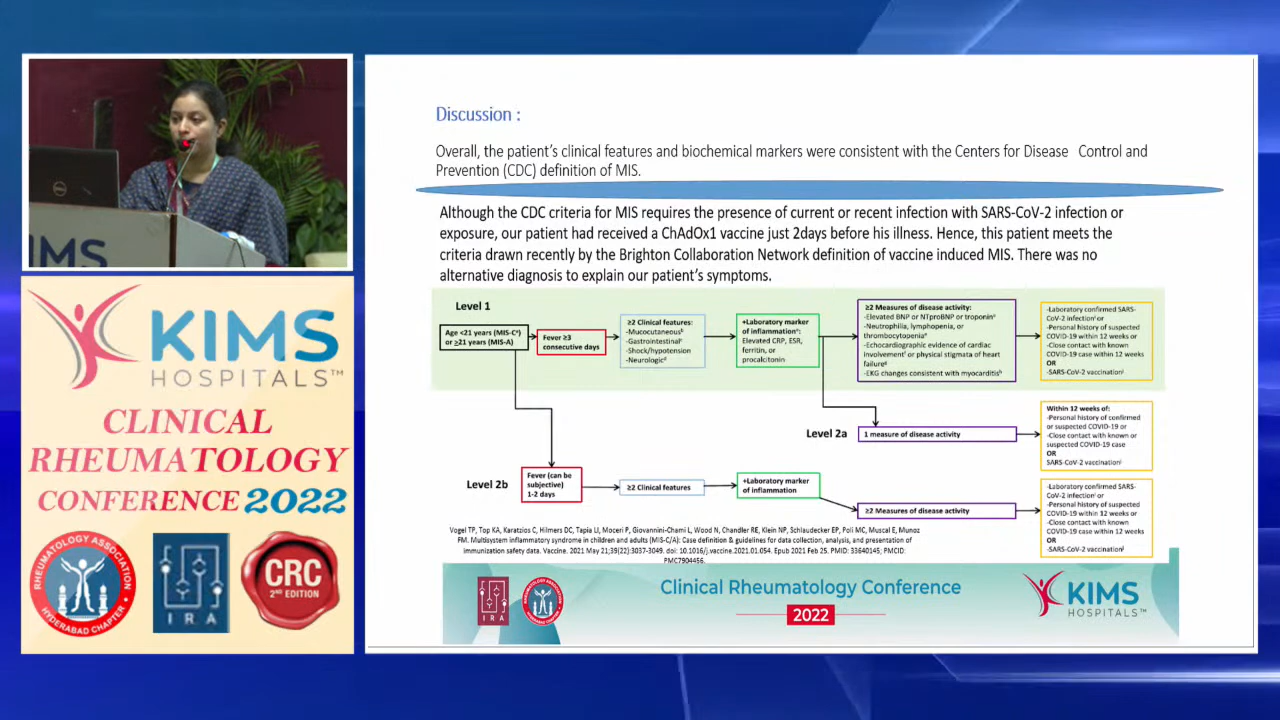 DELL
KIMS
KIMS
HOSPITALS™
CLINICAL
RHEUMATOLOGY
CONFERENCE 2022
RHEUMATOLOGY ASSOCIATION
HYDERABAD CHAPTER
IRA
CRC
2ND EDITION
Discussion :
Overall, the patient's clinical features and biochemical markers were consistent with the Centers for Disease Control and
Prevention (CDC) definition of MIS.
Although the CDC criteria for MIS requires the presence of current or recent infection with SARS-CoV-2 infection or
exposure, our patient had received a ChAdOx1 vaccine just 2days before his illness. Hence, this patient meets the
criteria drawn recently by the Brighton Collaboration Network definition of vaccine induced MIS. There was no
alternative diagnosis to explain our patient's symptoms.
Level 1
Age <21 years (MIS-Cᵃ)
or ≥21 years (MIS-A)
Fever ≥3
consecutive days
≥2 Clinical features:
-Mucocutaneousᵇ
-Gastrointestinalᶜ
-Shock/hypotension
-Neurologicᵈ
+Laboratory marker
of inflammationᵉ:
Elevated CRP, ESR,
ferritin, or
procalcitonin
≥2 Measures of disease activity:
-Elevated BNP or NTproBNP or troponin
-Neutrophilia, lymphopenia, or
thrombocytopenia
-Echocardiographic evidence of cardiac
involvement or physical stigmata of heart
failure
-EKG changes consistent with myocarditis
-Laboratory confirmed SARS-
CoV-2 infection or
-Personal history of suspected
COVID-19 within 12 weeks or
-Close contact with known
COVID-19 case within 12 weeks
OR
-SARS-CoV-2 vaccination
Level 2a
1 measure of disease activity
Within 12 weeks of:
-Personal history of confirmed
or suspected COVID-19 or
-Close contact with known or
suspected COVID-19 case
OR
SARS-CoV-2 vaccination
Level 2b
Fever (can be
subjective)
1-2 days
≥2 Clinical features
+Laboratory marker
of inflammation
≥2 Measures of disease activity
-Laboratory confirmed SARS-
CoV-2 infection or
-Personal history of suspected
COVID-19 within 12 weeks or
-Close contact with known
COVID-19 case within 12 weeks
OR
-SARS-CoV-2 vaccination
Vogel TP, Top KA, Karatzios C, Hilmers DC, Tapia LI, Moceri P, Giovannini-Chami L, Wood N, Chandler RE, Klein NP, Schlaudecker EP, Poli MC, Muscal E, Munoz
FM. Multisystem inflammatory syndrome in children and adults (MIS-C/A): Case definition & guidelines for data collection, analysis, and presentation of
immunization safety data. Vaccine. 2021 May 21;39(22):3037-3049. doi: 10.1016/j.vaccine.2021.01.054. Epub 2021 Feb 25. PMID: 33640145; PMCID:
PMC7904456.
IRA
Clinical Rheumatology Conference
2022
KIMS
HOSPITALS™